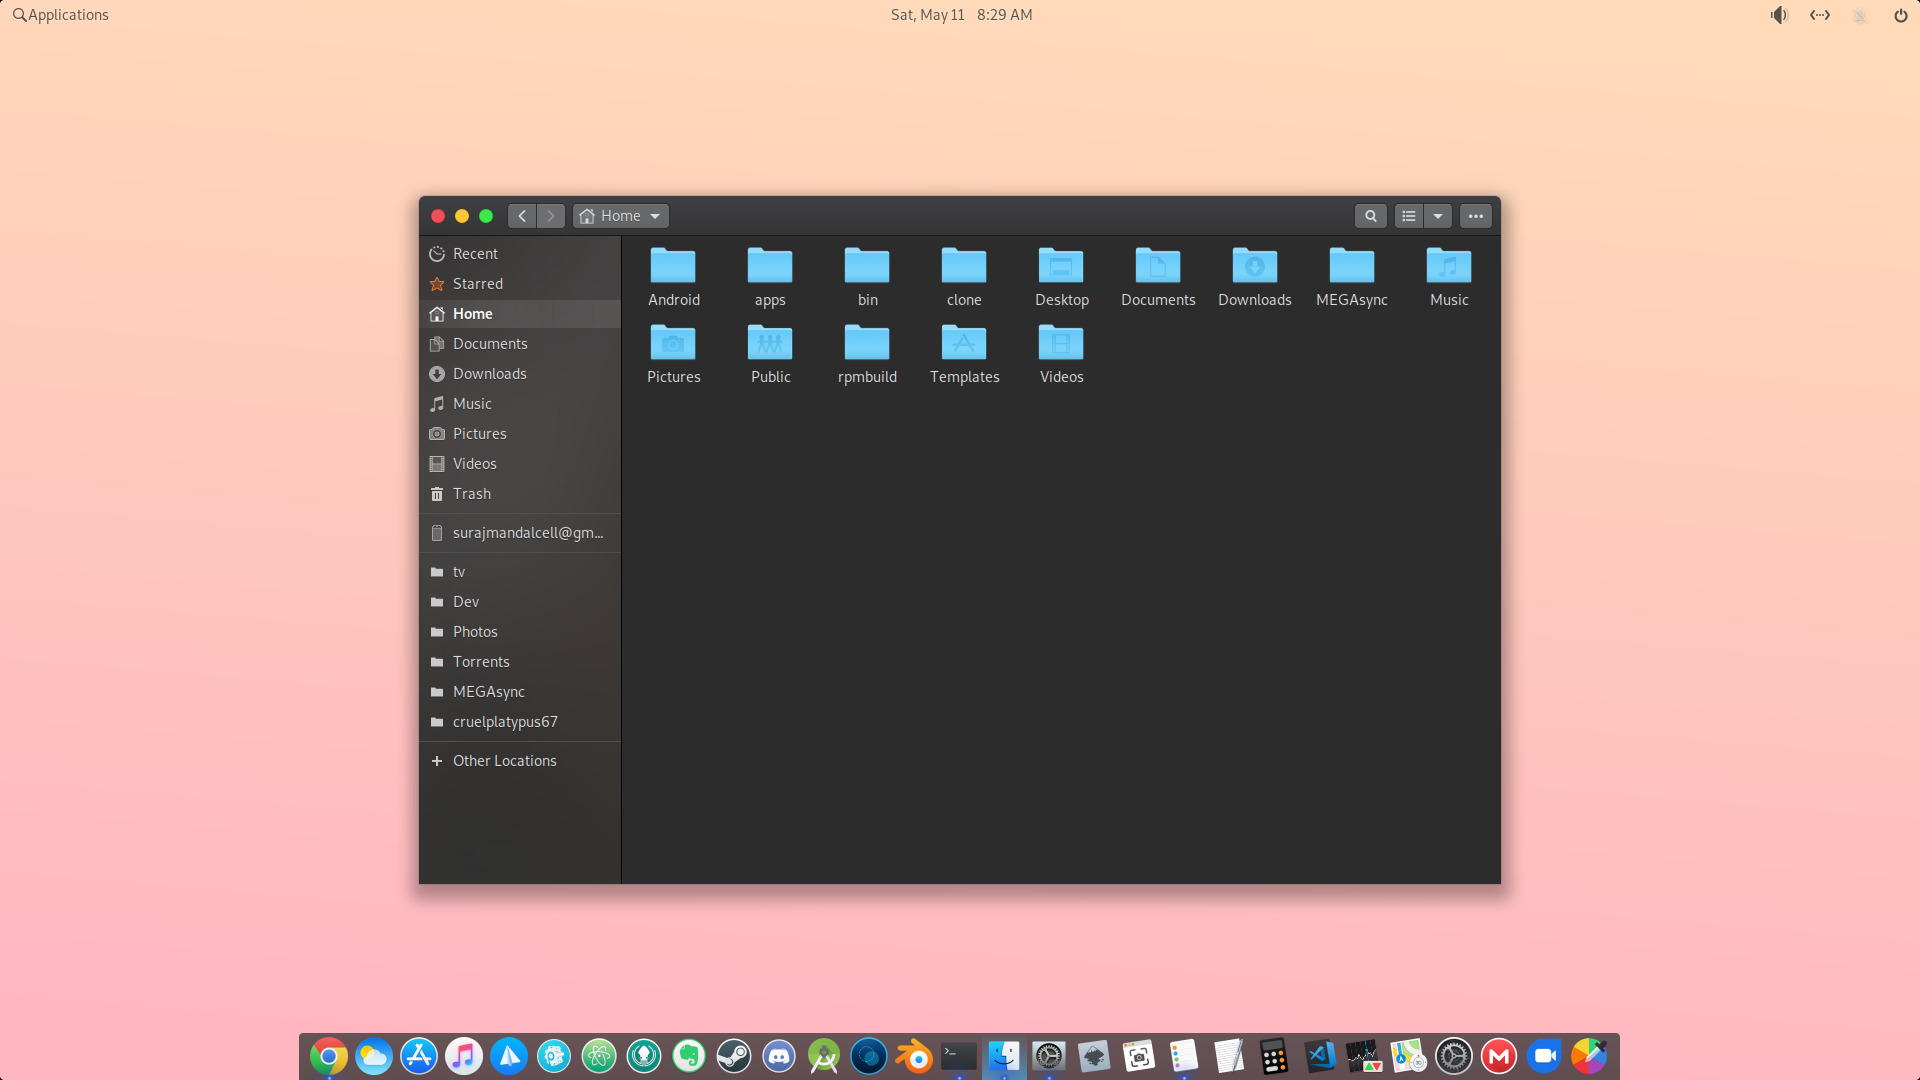 Applications
Sat, May 11 8:29 AM
Home
Recent
Starred
Home
Documents
Downloads
Music
Pictures
Videos
Trash
surajmandalcell@gm...
tv
Dev
Photos
Torrents
MEGAsync
cruelplatypus67
Other Locations
Android apps bin clone Desktop Documents Downloads MEGAsync Music
Pictures Public rpmbuild Templates Videos